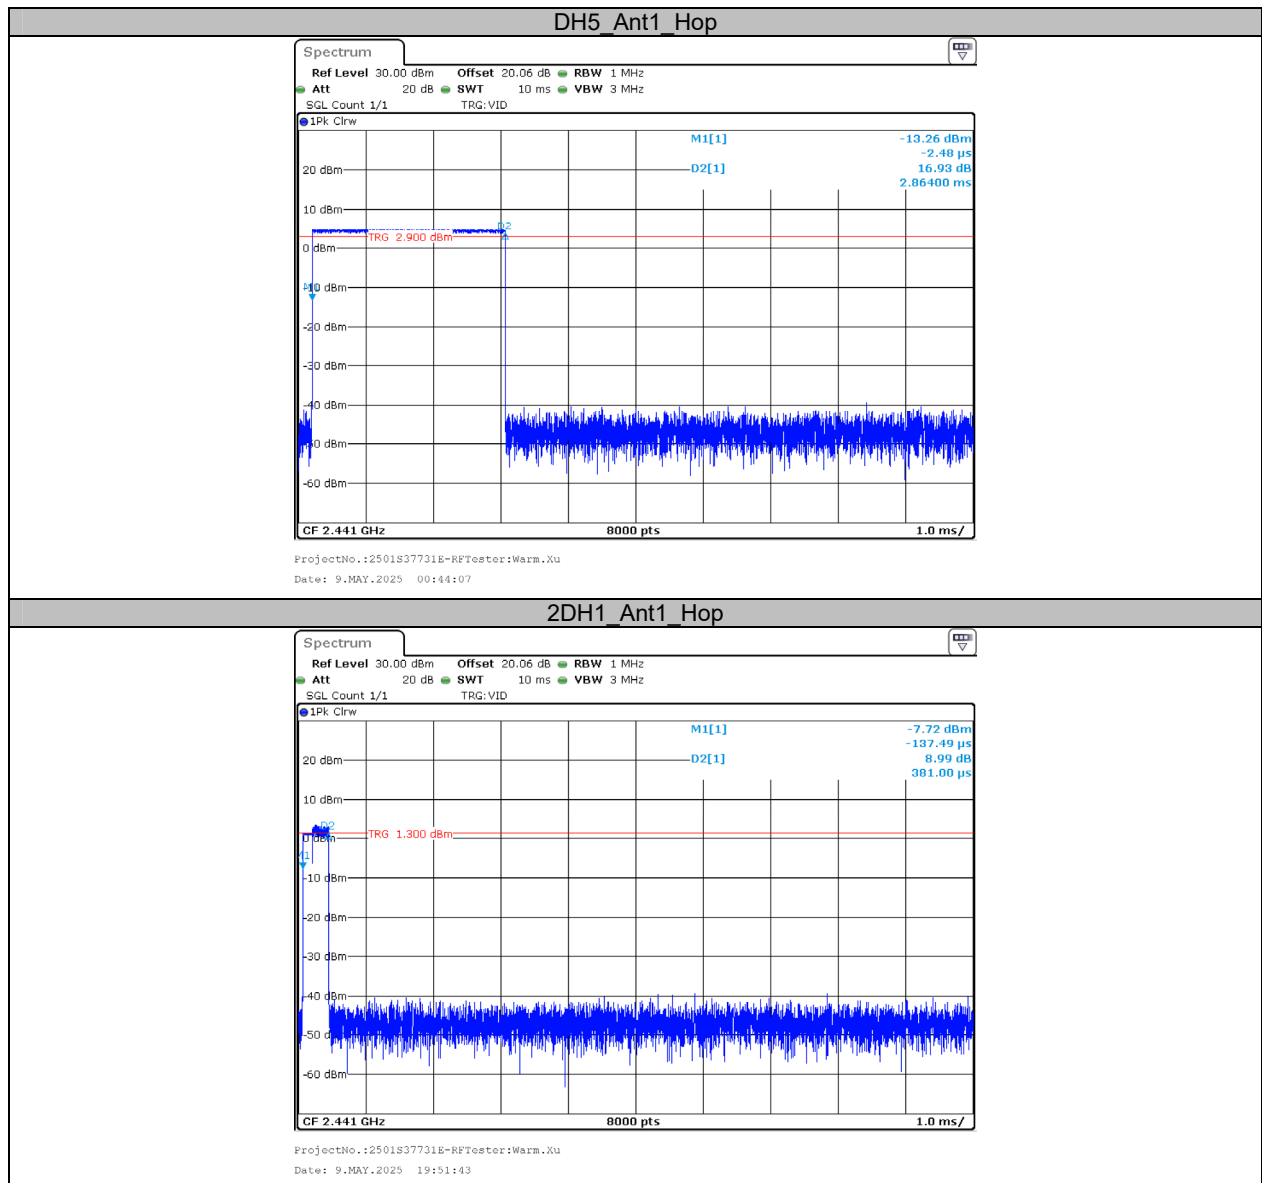 DH5_Ant1_Hop
Spectrum
Ref Level 30.00 dBm Offset 20.06 dB RBW 1 MHz
Att 20 dB SWT 10 ms VBW 3 MHz
SGL Count 1/1 TRG:VID
1Pk Clrw
M1[1] -13.26 dBm
-2.48 µs
D2[1] 16.93 dB
2.86400 ms
20 dBm
10 dBm
D2
TRG 2.900 dBm
0 dBm
-10 dBm
-20 dBm
-30 dBm
-40 dBm
-50 dBm
-60 dBm
CF 2.441 GHz 8000 pts 1.0 ms/
ProjectNo.:2501S37731E-RFTester:Warm.Xu
Date: 9.MAY.2025 00:44:07
2DH1_Ant1_Hop
Spectrum
Ref Level 30.00 dBm Offset 20.06 dB RBW 1 MHz
Att 20 dB SWT 10 ms VBW 3 MHz
SGL Count 1/1 TRG:VID
1Pk Clrw
M1[1] -7.72 dBm
-137.49 µs
D2[1] 8.99 dB
381.00 µs
20 dBm
10 dBm
D2
TRG 1.300 dBm
0 dBm
M1
-10 dBm
-20 dBm
-30 dBm
-40 dBm
-50 dBm
-60 dBm
CF 2.441 GHz 8000 pts 1.0 ms/
ProjectNo.:2501S37731E-RFTester:Warm.Xu
Date: 9.MAY.2025 19:51:43